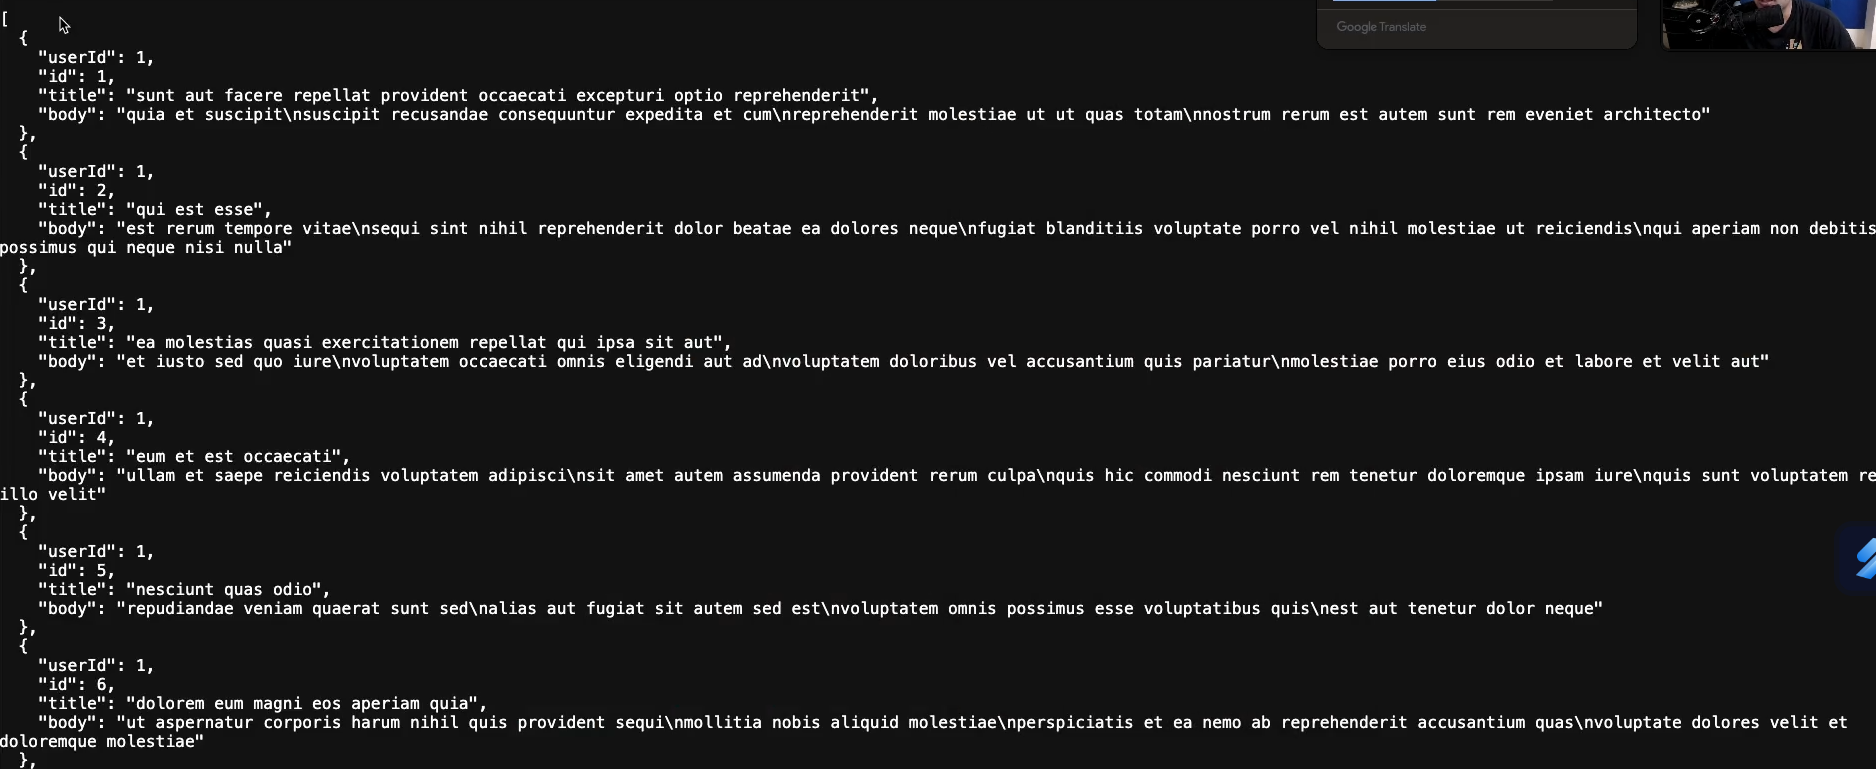 [
Google Translate
{
"userId": 1,
"id": 1,
"title": "sunt aut facere repellat provident occaecati excepturi optio reprehenderit",
"body": "quia et suscipit\nsuscipit recusandae consequuntur expedita et cum\nreprehenderit molestiae ut ut quas totam\nnostrum rerum est autem sunt rem eveniet architecto"
},
{
"userId": 1,
"id": 2,
"title": "qui est esse",
"body": "est rerum tempore vitae\nsequi sint nihil reprehenderit dolor beatae ea dolores neque\nfugiat blanditiis voluptate porro vel nihil molestiae ut reiciendis\nqui aperiam non debitis
possimus qui neque nisi nulla"
},
{
"userId": 1,
"id": 3,
"title": "ea molestias quasi exercitationem repellat qui ipsa sit aut",
"body": "et iusto sed quo iure\nvoluptatem occaecati omnis eligendi aut ad\nvoluptatem doloribus vel accusantium quis pariatur\nmolestiae porro eius odio et labore et velit aut"
},
{
"userId": 1,
"id": 4,
"title": "eum et est occaecati",
"body": "ullam et saepe reiciendis voluptatem adipisci\nsit amet autem assumenda provident rerum culpa\nquis hic commodi nesciunt rem tenetur doloremque ipsam iure\nquis sunt voluptatem re
illo velit"
},
{
"userId": 1,
"id": 5,
"title": "nesciunt quas odio",
"body": "repudiandae veniam quaerat sunt sed\nalias aut fugiat sit autem sed est\nvoluptatem omnis possimus esse voluptatibus quis\nest aut tenetur dolor neque"
},
{
"userId": 1,
"id": 6,
"title": "dolorem eum magni eos aperiam quia",
"body": "ut aspernatur corporis harum nihil quis provident sequi\nmollitia nobis aliquid molestiae\nperspiciatis et ea nemo ab reprehenderit accusantium quas\nvoluptate dolores velit et
doloremque molestiae"
},